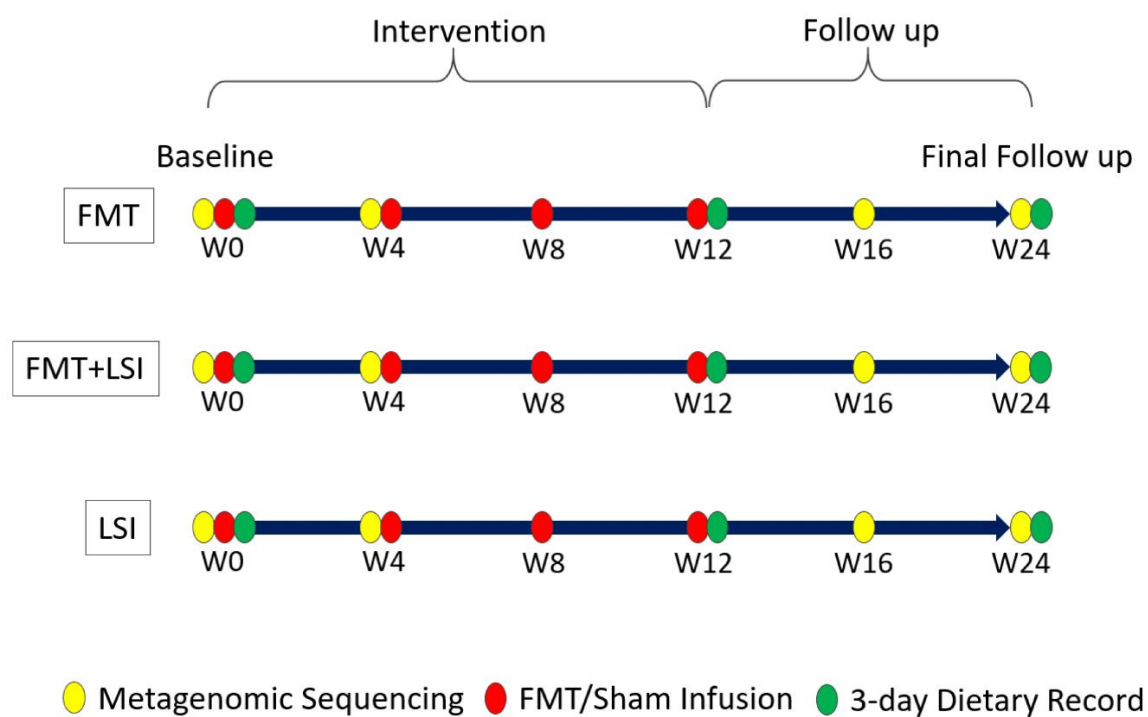 Intervention Follow up
Baseline Final Follow up
FMT
W0 W4 W8 W12 W16 W24
FMT+LSI
W0 W4 W8 W12 W16 W24
LSI
W0 W4 W8 W12 W16 W24
Metagenomic Sequencing FMT/Sham Infusion 3-day Dietary Record